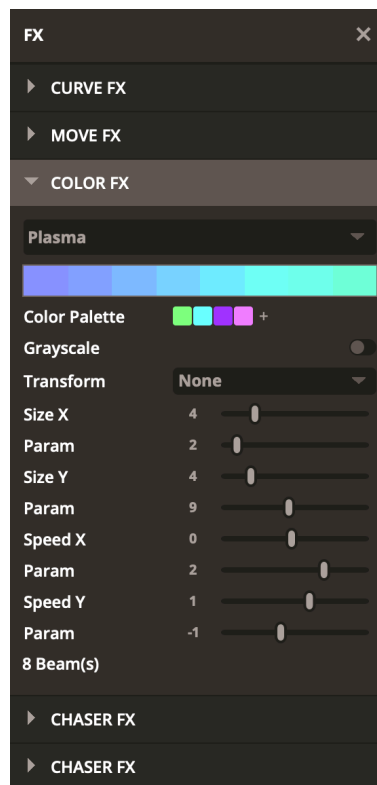 FX
CURVE FX
MOVE FX
COLOR FX
Plasma
Color Palette +
Grayscale
Transform None
Size X 4
Param 2
Size Y 4
Param 9
Speed X 0
Param 2
Speed Y 1
Param -1
8 Beam(s)
CHASER FX
CHASER FX